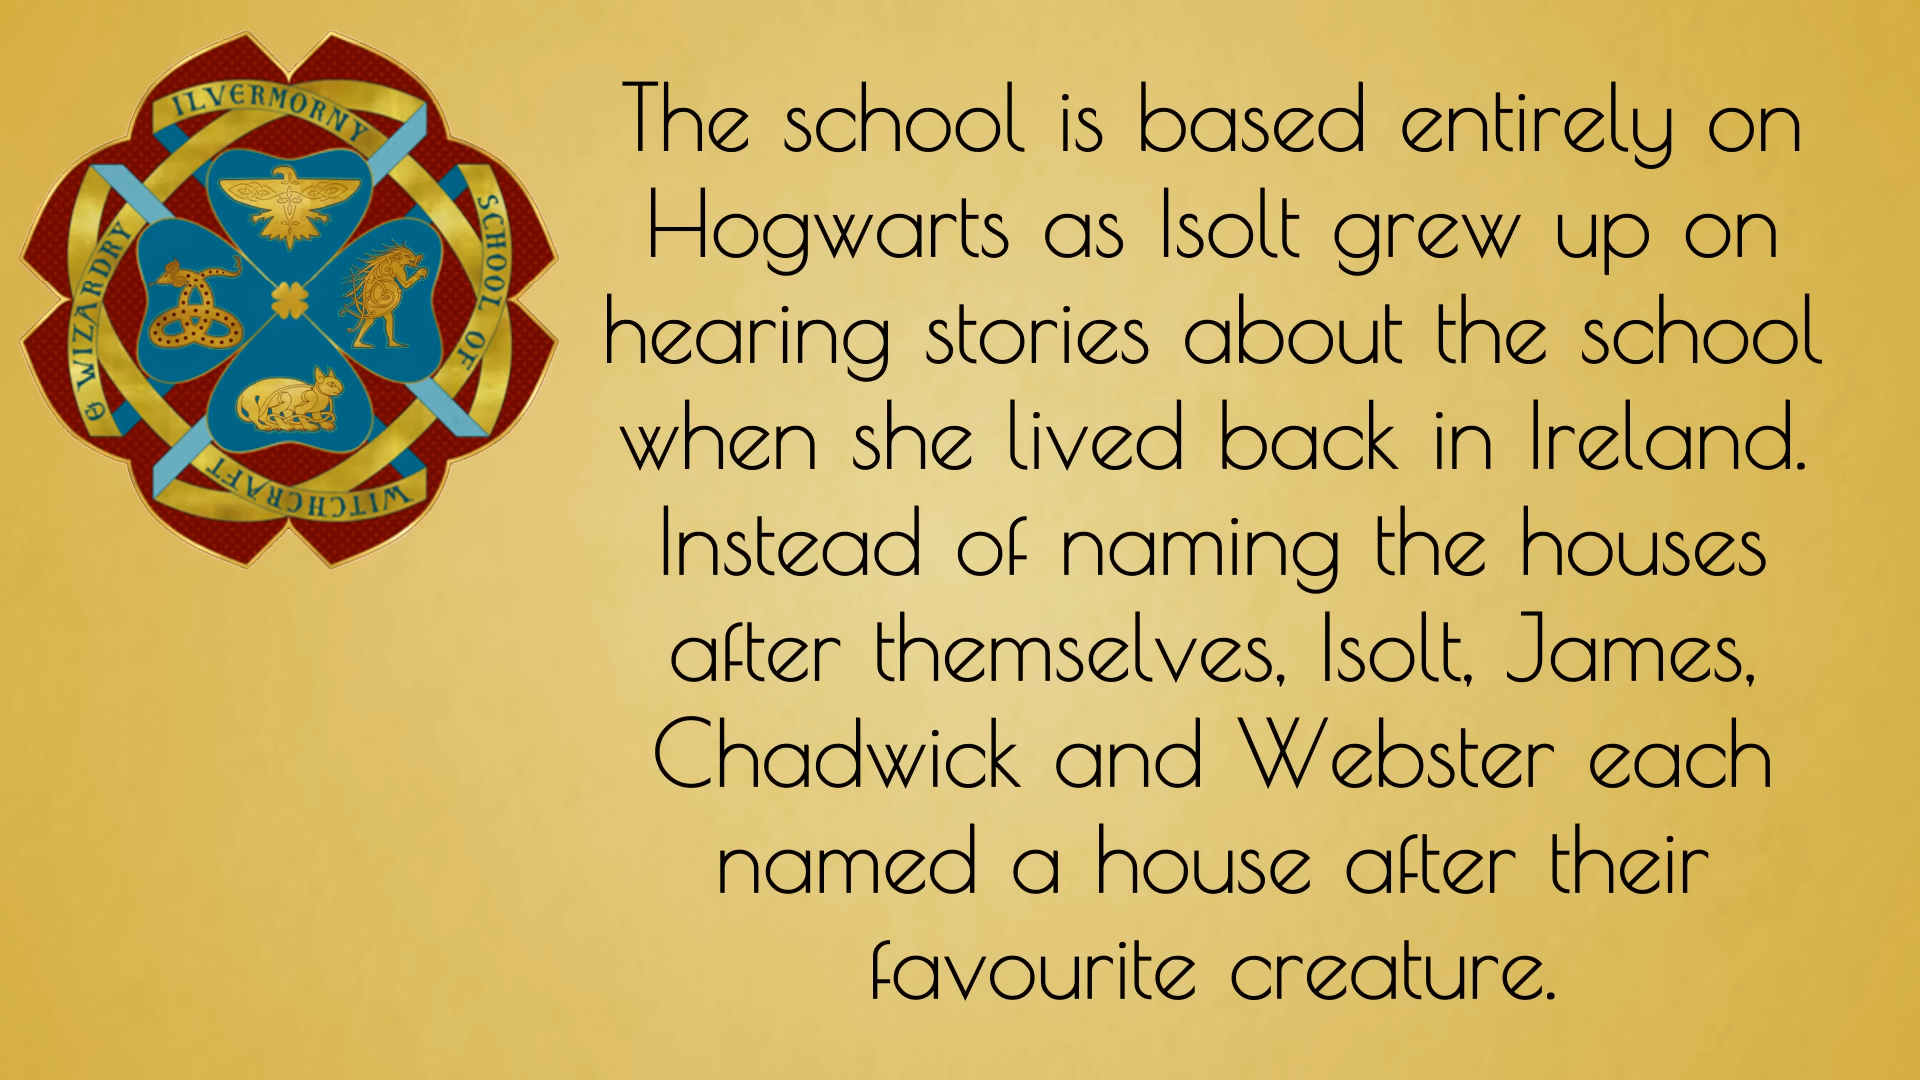 ILVERMORNY
SCHOOL OF
WITCHCRAFT
& WIZARDRY
The school is based entirely on
Hogwarts as Isolt grew up on
hearing stories about the school
when she lived back in Ireland.
Instead of naming the houses
after themselves, Isolt, James,
Chadwick and Webster each
named a house after their
favourite creature.